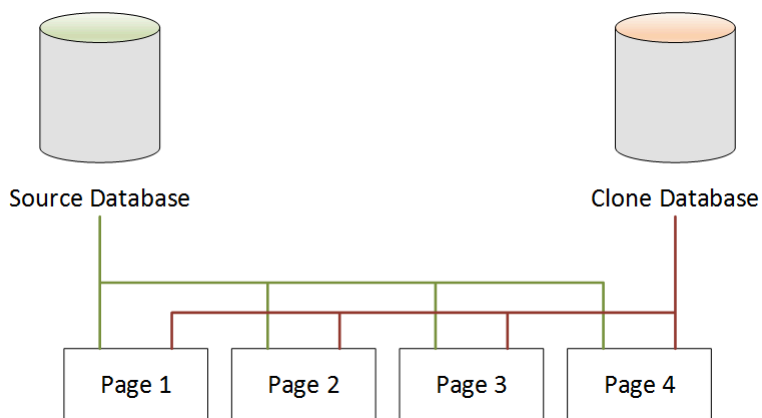 Source Database
Clone Database
Page 1
Page 2
Page 3
Page 4